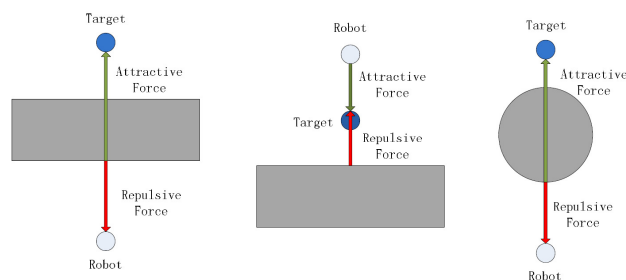 Target
Attractive
Force
Repulsive
Force
Robot
Robot
Attractive
Force
Target
Repulsive
Force
Target
Attractive
Force
Repulsive
Force
Robot